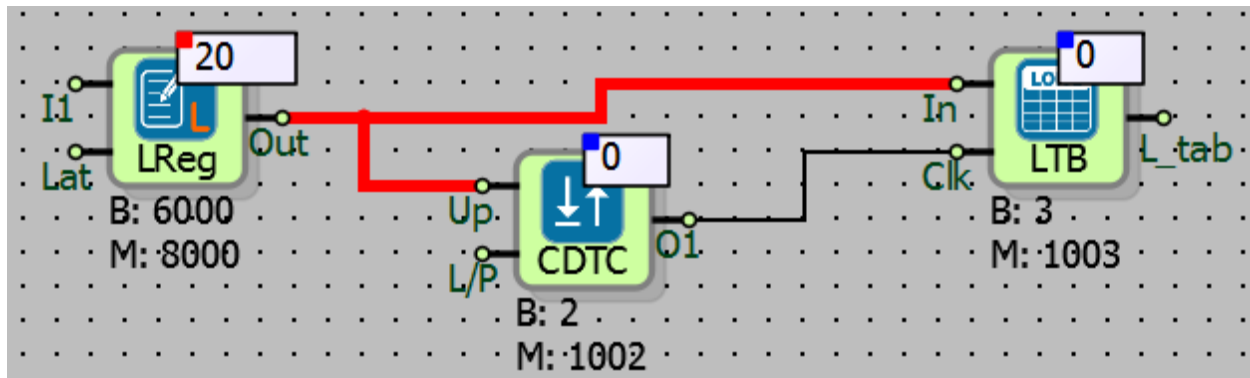 20
I1
Lat
L
LReg
Out
B: 6000
M: 8000
0
Up
L/P
CDTC
O1
B: 2
M: 1002
0
In
Clk
LTB
L_tab
B: 3
M: 1003